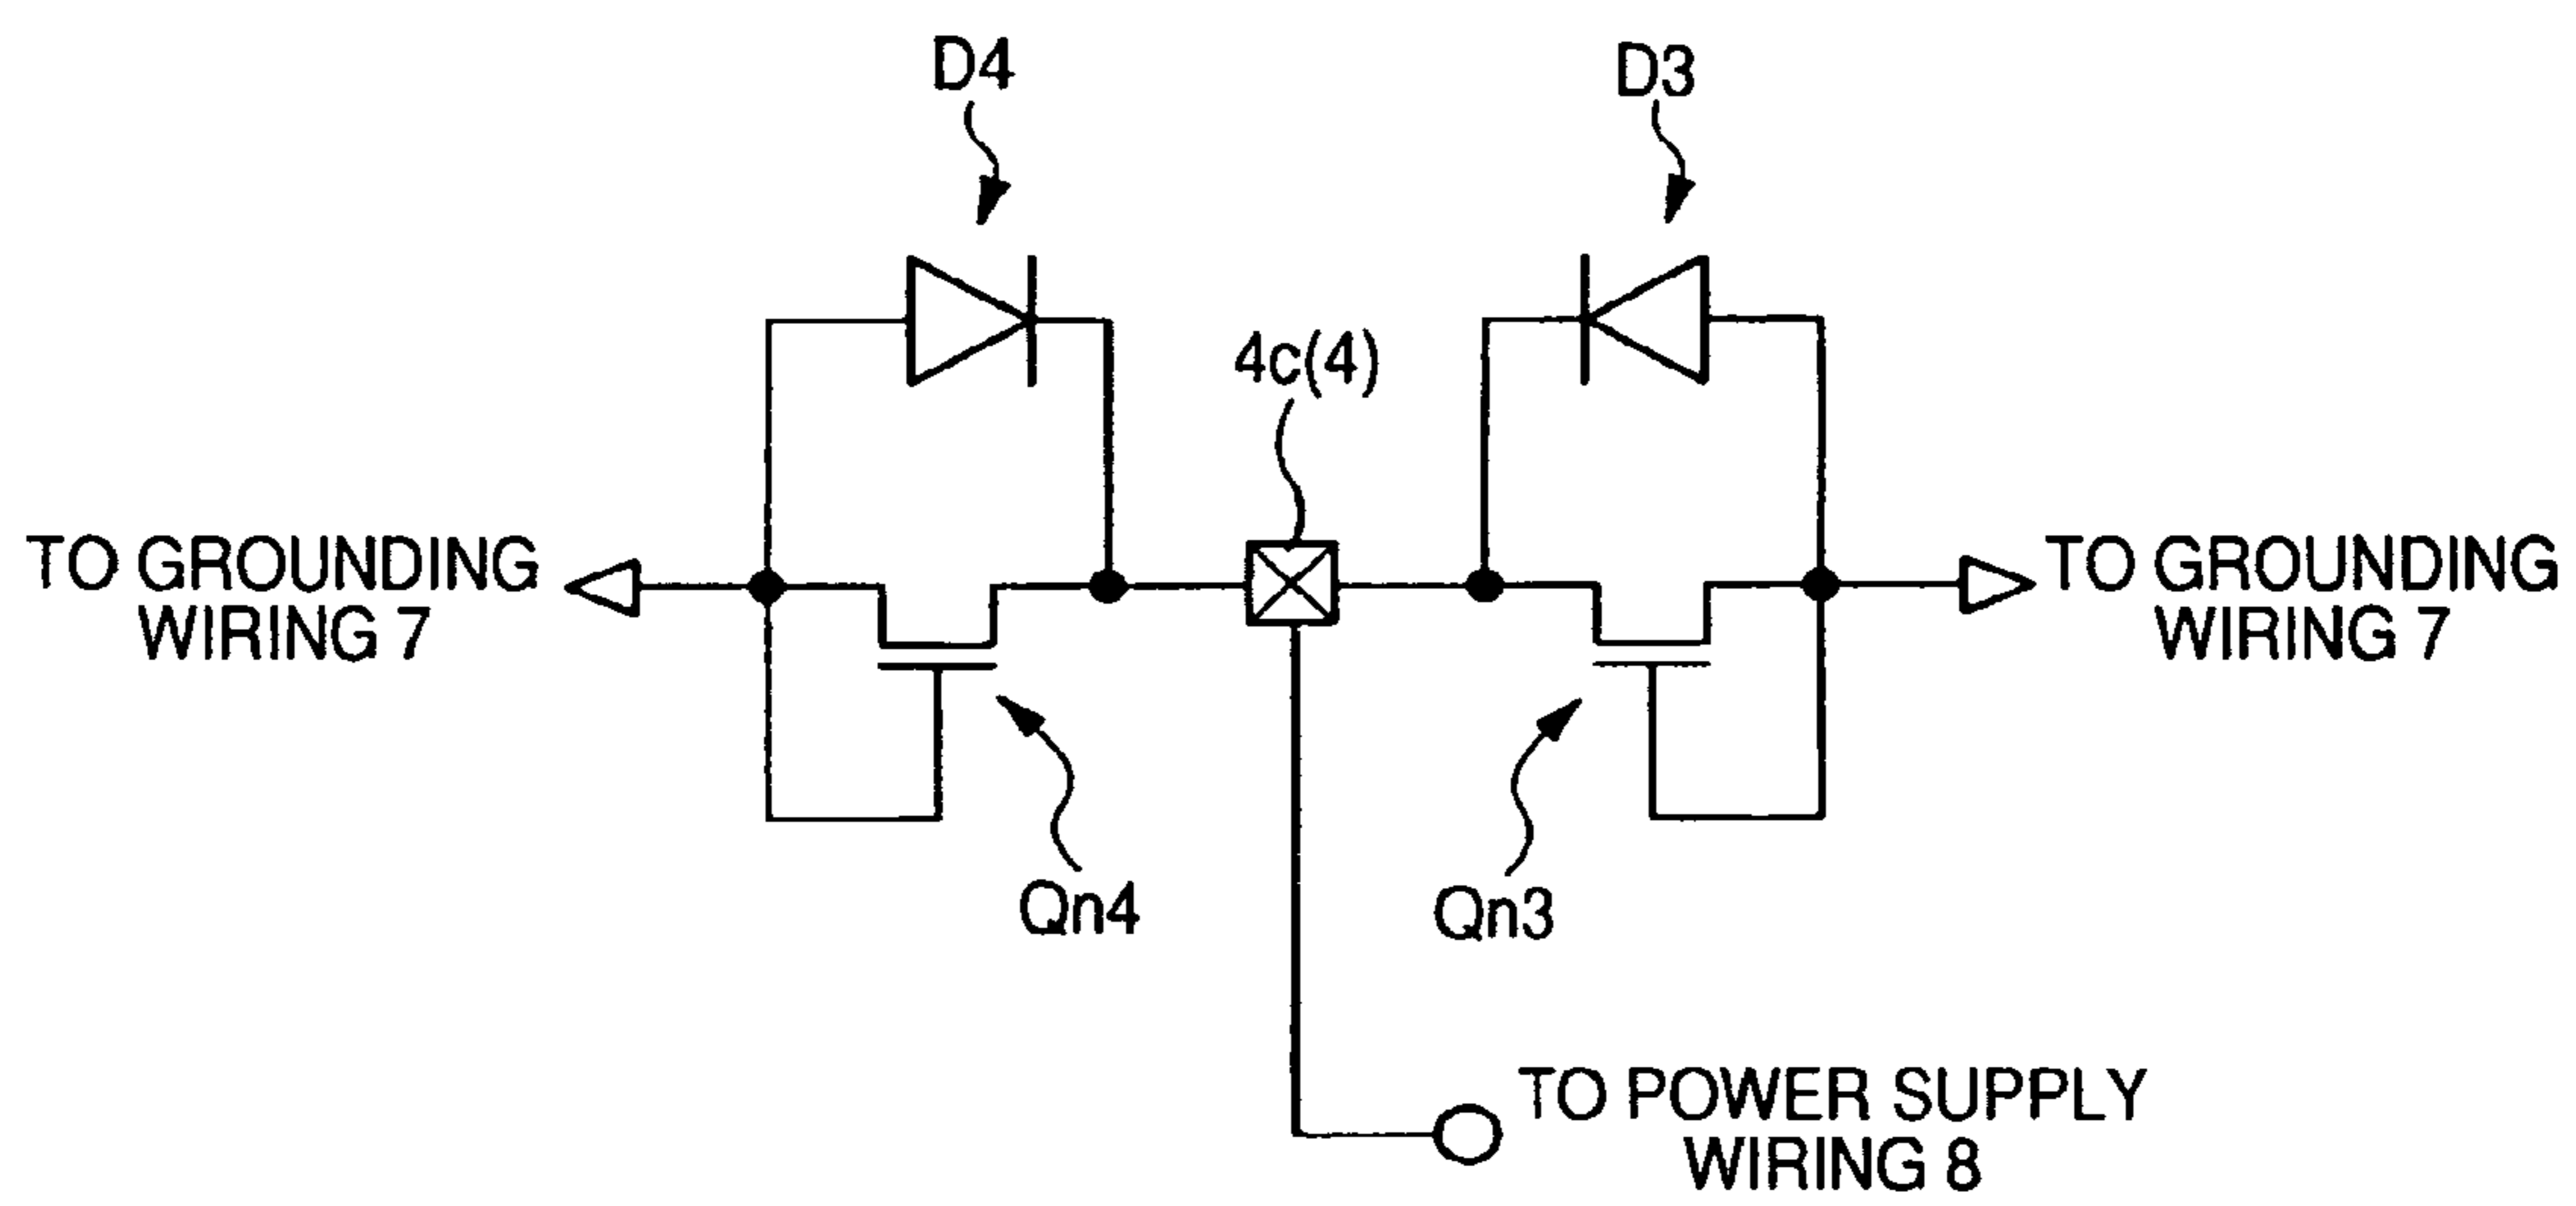 D4
D3
4c(4)
TO GROUNDING
WIRING 7
TO GROUNDING
WIRING 7
Qn4
Qn3
TO POWER SUPPLY
WIRING 8